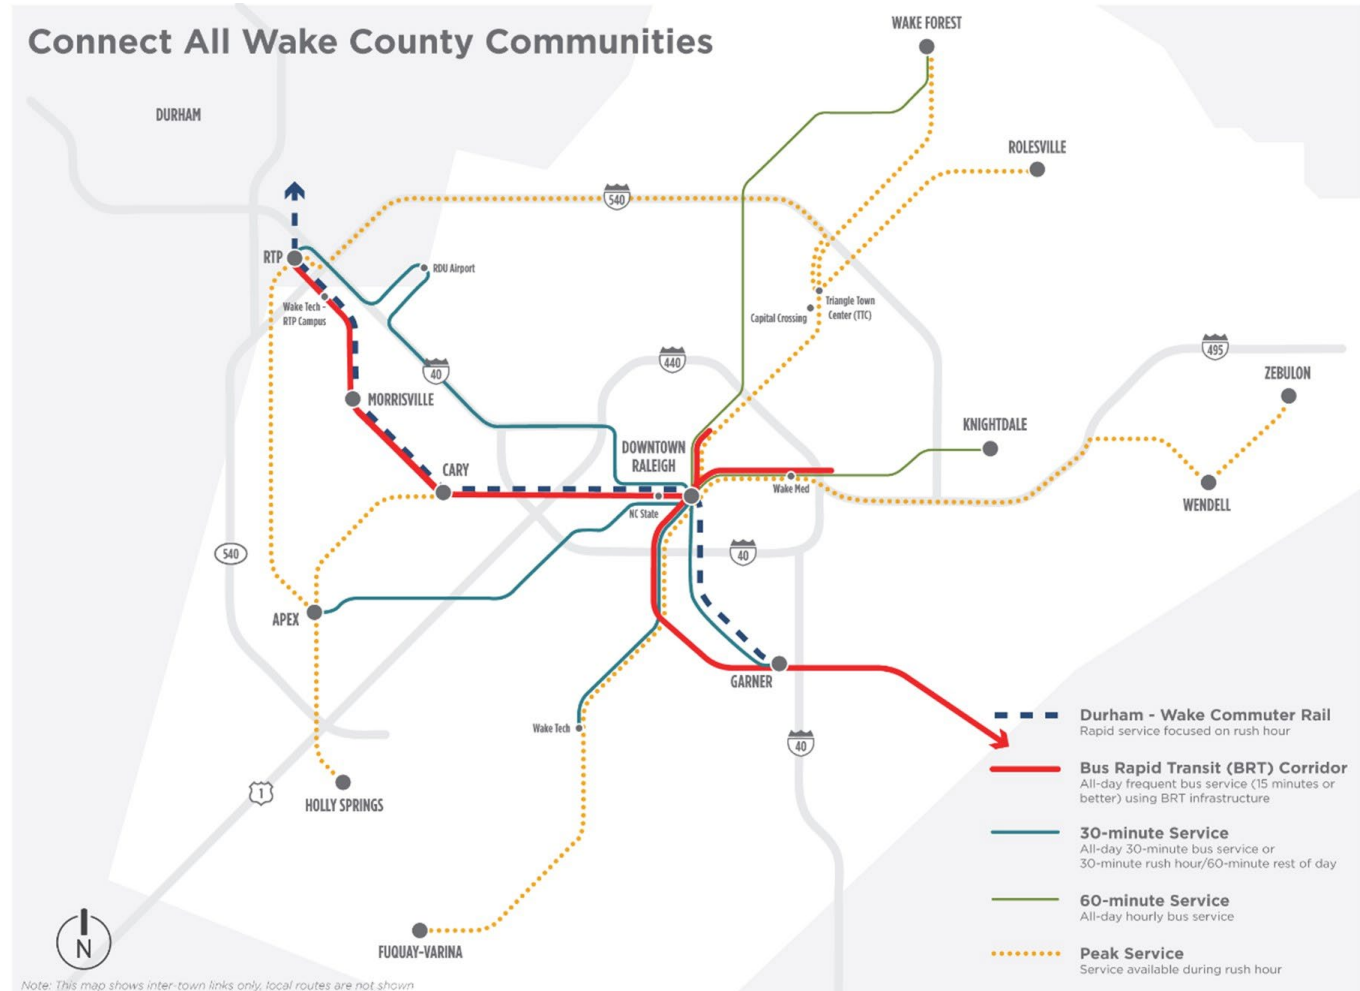 Connect All Wake County Communities
WAKE FOREST
DURHAM
ROLESVILLE
540
RTP
RDU Airport
Wake Tech -
RTP Campus
Triangle Town
Center (TTC)
Capital Crossing
40
440
495
ZEBULON
MORRISVILLE
KNIGHTDALE
DOWNTOWN
RALEIGH
CARY
Wake Med
NC State
WENDELL
540
40
APEX
GARNER
Wake Tech
40
1
HOLLY SPRINGS
FUQUAY-VARINA
Durham - Wake Commuter Rail
Rapid service focused on rush hour
Bus Rapid Transit (BRT) Corridor
All-day frequent bus service (15 minutes or
better) using BRT infrastructure
30-minute Service
All-day 30-minute bus service or
30-minute rush hour/60-minute rest of day
60-minute Service
All-day hourly bus service
Peak Service
Service available during rush hour
N
Note: This map shows inter-town links only, local routes are not shown